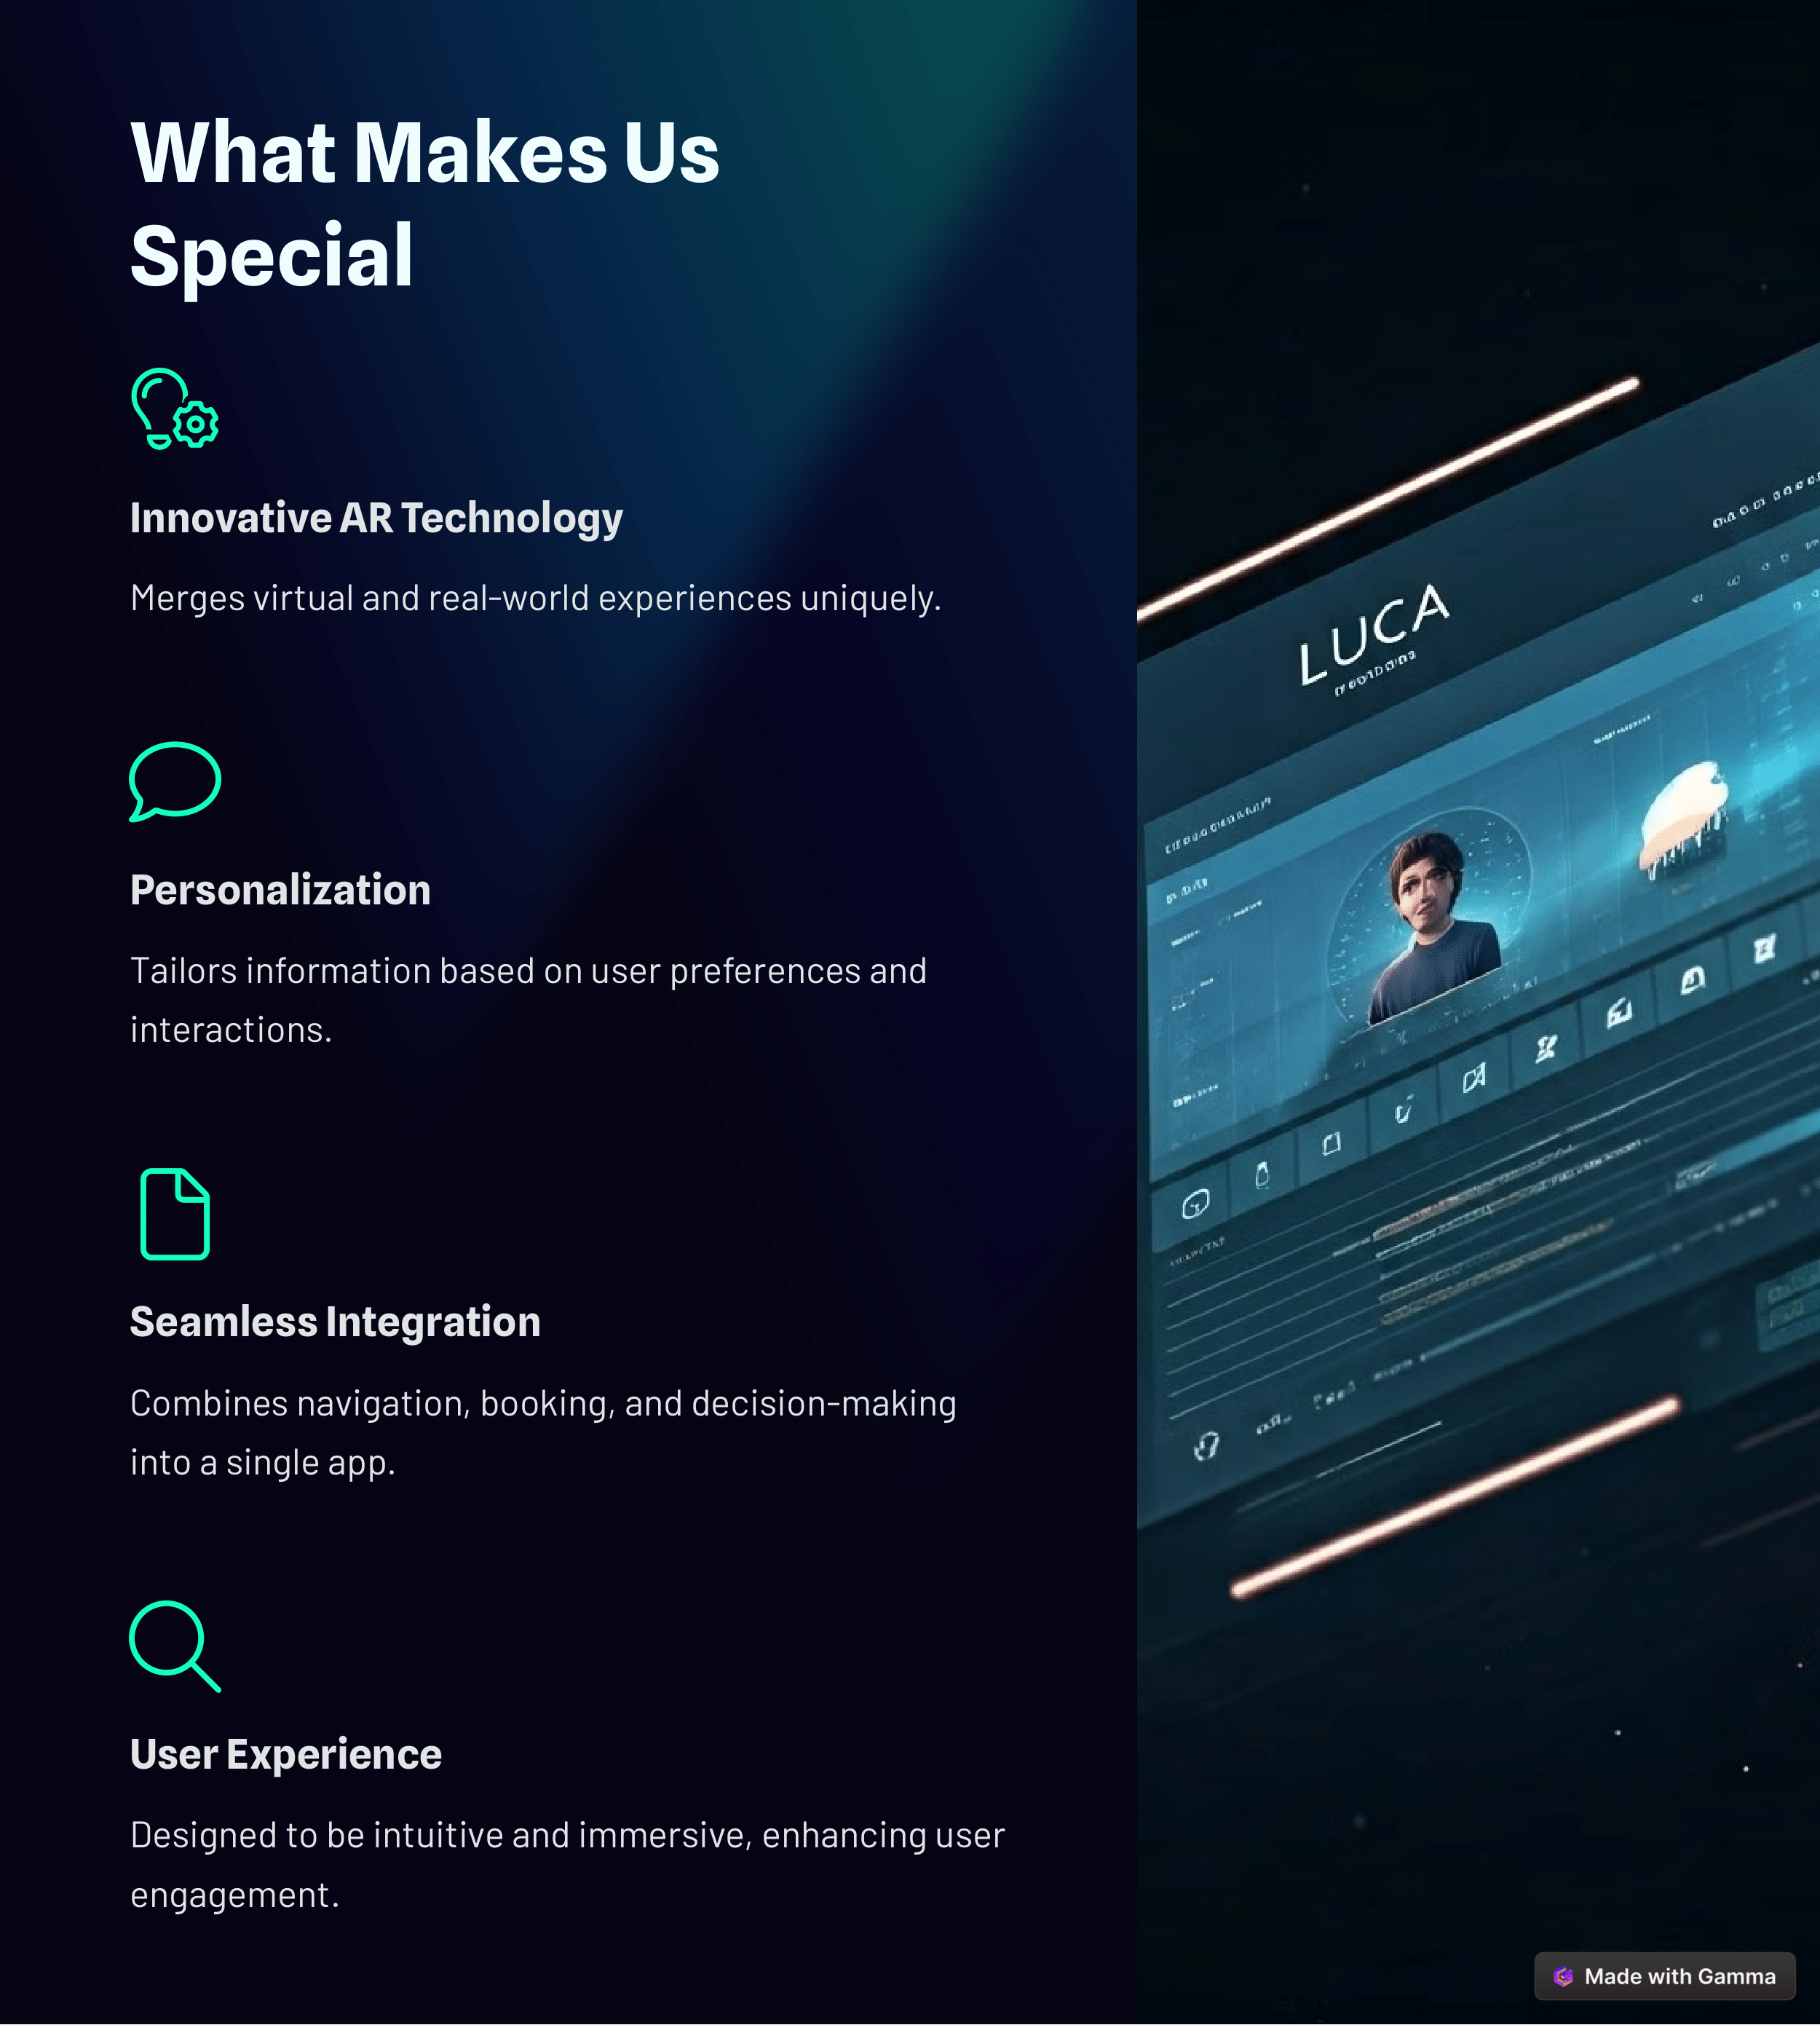 What Makes Us
Special
Innovative AR Technology
Merges virtual and real-world experiences uniquely.
Personalization
Tailors information based on user preferences and
interactions.
Seamless Integration
Combines navigation, booking, and decision-making
into a single app.
User Experience
Designed to be intuitive and immersive, enhancing user
engagement.
LUCA
Made with Gamma